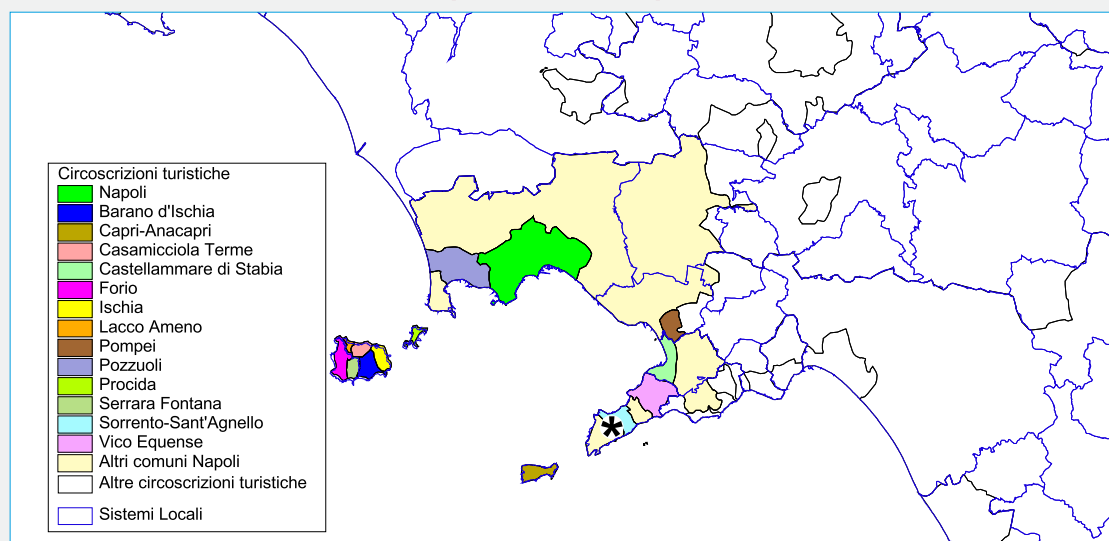 Circoscrizioni turistiche
Napoli
Barano d'Ischia
Capri-Anacapri
Casamicciola Terme
Castellammare di Stabia
Forio
Ischia
Lacco Ameno
Pompei
Pozzuoli
Procida
Serrara Fontana
Sorrento-Sant'Agnello
Vico Equense
Altri comuni Napoli
Altre circoscrizioni turistiche
Sistemi Locali
*